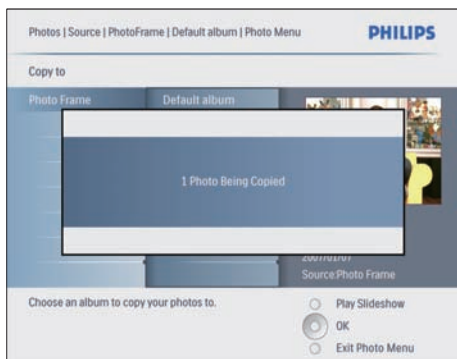 Photos | Source | PhotoFrame | Default album | Photo Menu
PHILIPS
Copy to
Photo Frame
Default album
1 Photo Being Copied
2007/01/07
Source:Photo Frame
Choose an album to copy your photos to.
Play Slideshow
OK
Exit Photo Menu